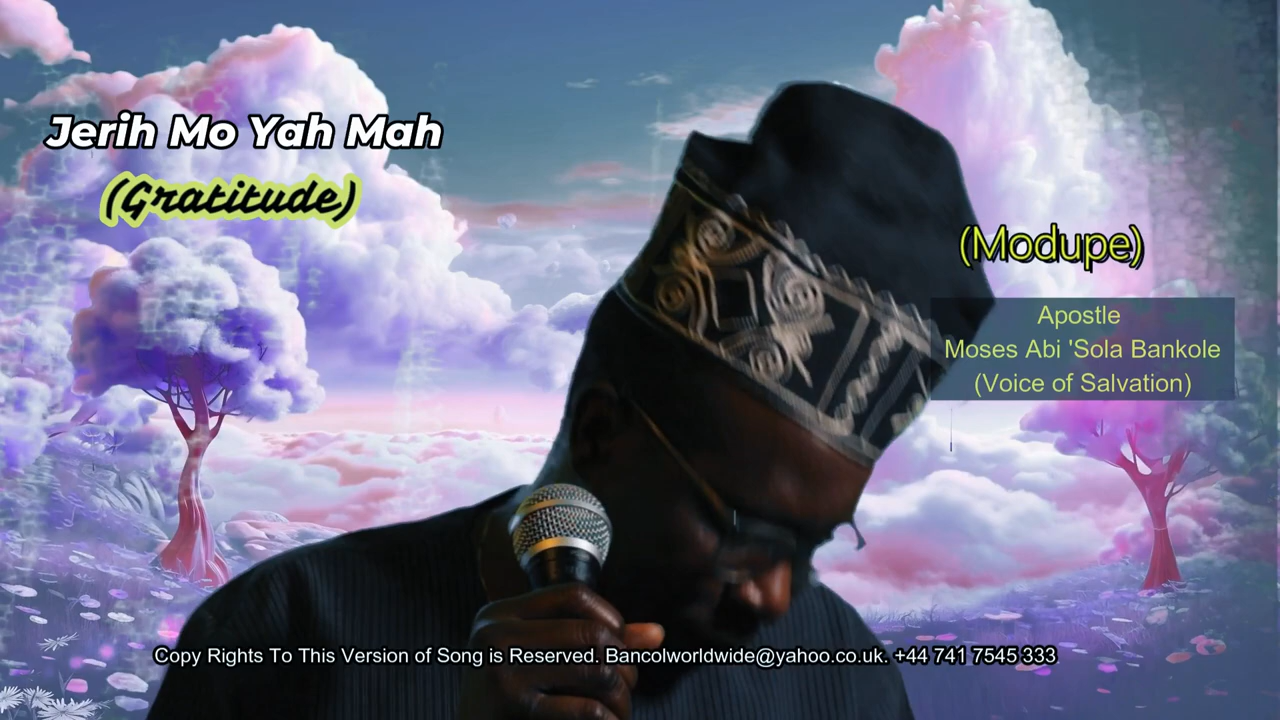 Jerih Mo Yah Mah
(Gratitude)
(Modupe)
Apostle
Moses Abi 'Sola Bankole
(Voice of Salvation)
Copy Rights To This Version of Song is Reserved. Bancolworldwide@yahoo.co.uk. +44 741 7545 333